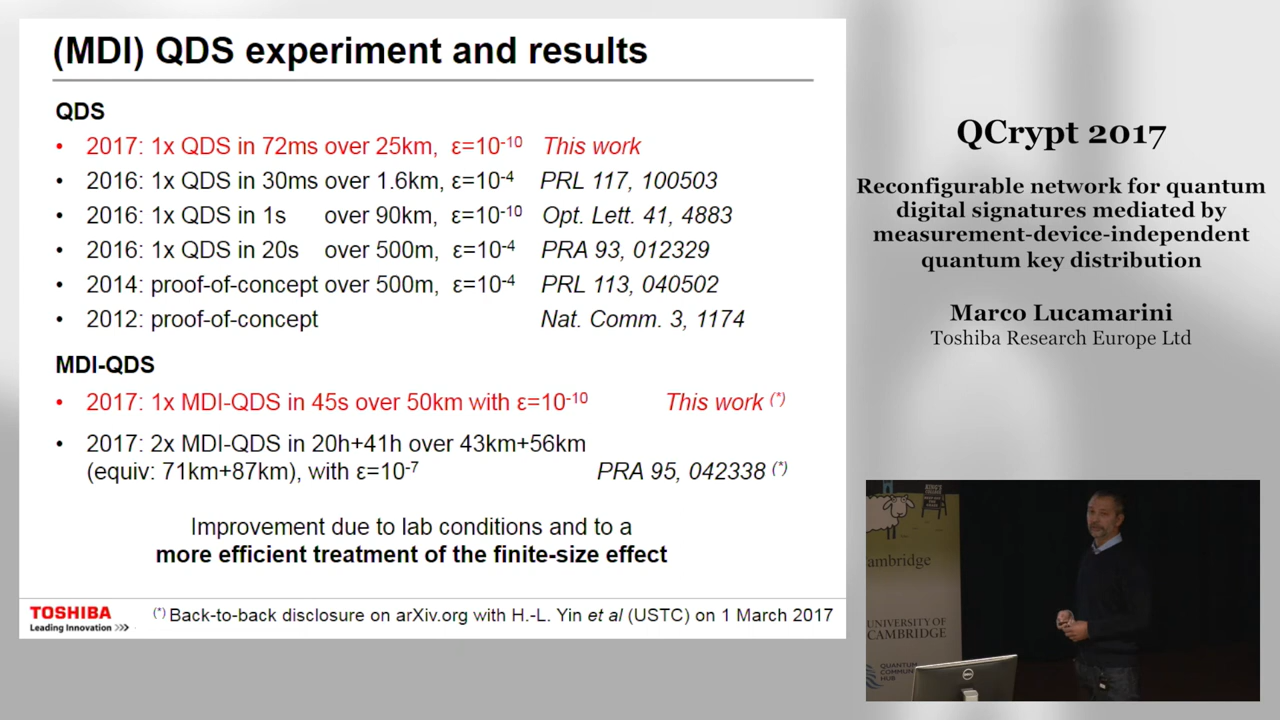 (MDI) QDS experiment and results
QDS
• 2017: 1x QDS in 72ms over 25km, ε=10-10 This work
• 2016: 1x QDS in 30ms over 1.6km, ε=10-4 PRL 117, 100503
• 2016: 1x QDS in 1s over 90km, ε=10-10 Opt. Lett. 41, 4883
• 2016: 1x QDS in 20s over 500m, ε=10-4 PRA 93, 012329
• 2014: proof-of-concept over 500m, ε=10-4 PRL 113, 040502
• 2012: proof-of-concept Nat. Comm. 3, 1174
MDI-QDS
• 2017: 1x MDI-QDS in 45s over 50km with ε=10-10 This work (*)
• 2017: 2x MDI-QDS in 20h+41h over 43km+56km
(equiv: 71km+87km), with ε=10-7 PRA 95, 042338 (*)
Improvement due to lab conditions and to a
more efficient treatment of the finite-size effect
TOSHIBA
Leading Innovation >>>
(*) Back-to-back disclosure on arXiv.org with H.-L. Yin et al (USTC) on 1 March 2017
QCrypt 2017
Reconfigurable network for quantum
digital signatures mediated by
measurement-device-independent
quantum key distribution
Marco Lucamarini
Toshiba Research Europe Ltd
ambridge
UNIVERSITY OF
CAMBRIDGE
QUANTUM
COMMUN
HUB
DELL